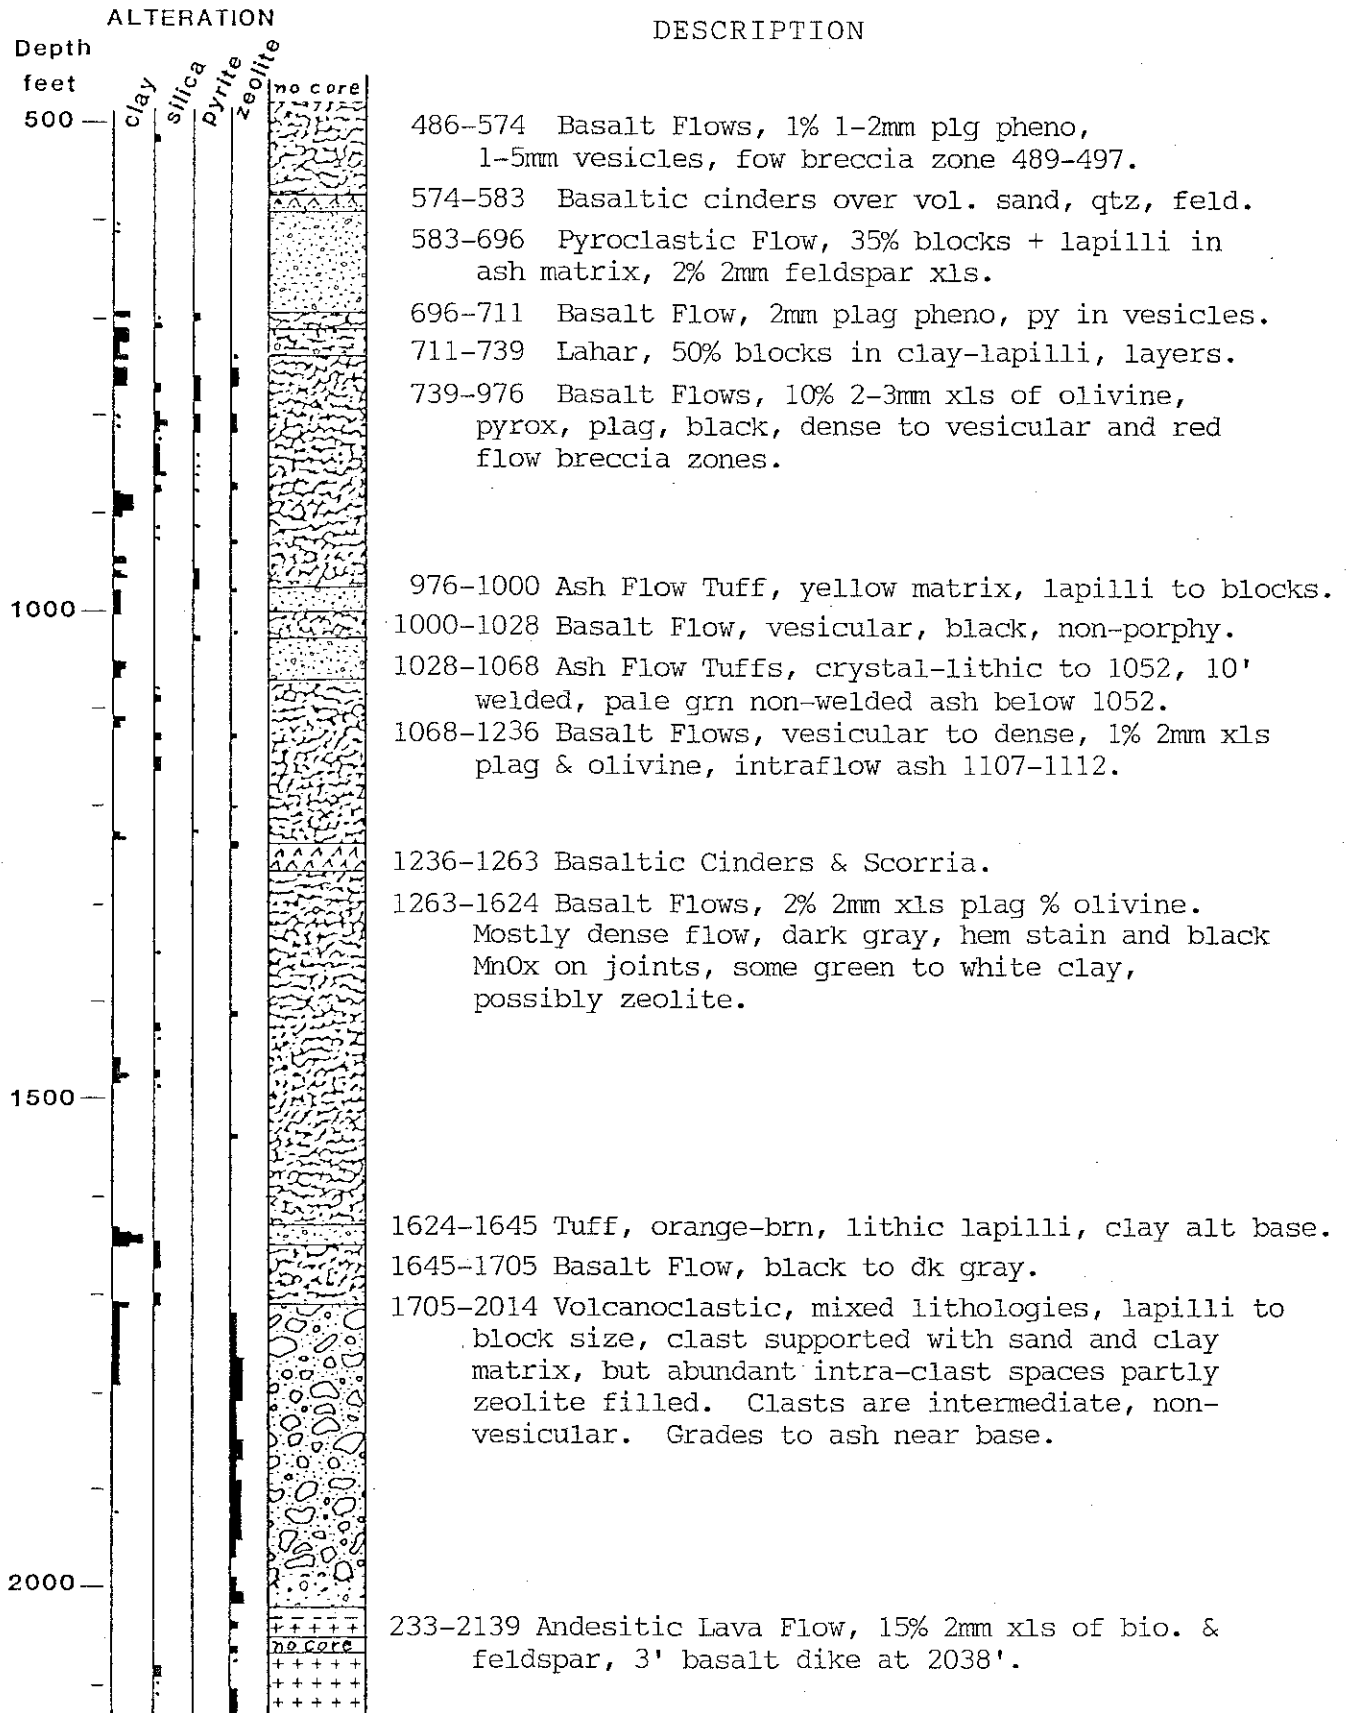 ALTERATION
DESCRIPTION
Depth
feet
clay
silica
pyrite
zeolite
no core
500
486-574 Basalt Flows, 1% 1-2mm plg pheno,
1-5mm vesicles, fow breccia zone 489-497.
574-583 Basaltic cinders over vol. sand, qtz, feld.
583-696 Pyroclastic Flow, 35% blocks + lapilli in
ash matrix, 2% 2mm feldspar xls.
696-711 Basalt Flow, 2mm plag pheno, py in vesicles.
711-739 Lahar, 50% blocks in clay-lapilli, layers.
739-976 Basalt Flows, 10% 2-3mm xls of olivine,
pyrox, plag, black, dense to vesicular and red
flow breccia zones.
976-1000 Ash Flow Tuff, yellow matrix, lapilli to blocks.
1000
1000-1028 Basalt Flow, vesicular, black, non-porphy.
1028-1068 Ash Flow Tuffs, crystal-lithic to 1052, 10'
welded, pale grn non-welded ash below 1052.
1068-1236 Basalt Flows, vesicular to dense, 1% 2mm xls
plag & olivine, intraflow ash 1107-1112.
1236-1263 Basaltic Cinders & Scorria.
1263-1624 Basalt Flows, 2% 2mm xls plag % olivine.
Mostly dense flow, dark gray, hem stain and black
MnOx on joints, some green to white clay,
possibly zeolite.
1500
1624-1645 Tuff, orange-brn, lithic lapilli, clay alt base.
1645-1705 Basalt Flow, black to dk gray.
1705-2014 Volcanoclastic, mixed lithologies, lapilli to
block size, clast supported with sand and clay
matrix, but abundant intra-clast spaces partly
zeolite filled. Clasts are intermediate, non-
vesicular. Grades to ash near base.
2000
233-2139 Andesitic Lava Flow, 15% 2mm xls of bio. &
feldspar, 3' basalt dike at 2038'.
no core